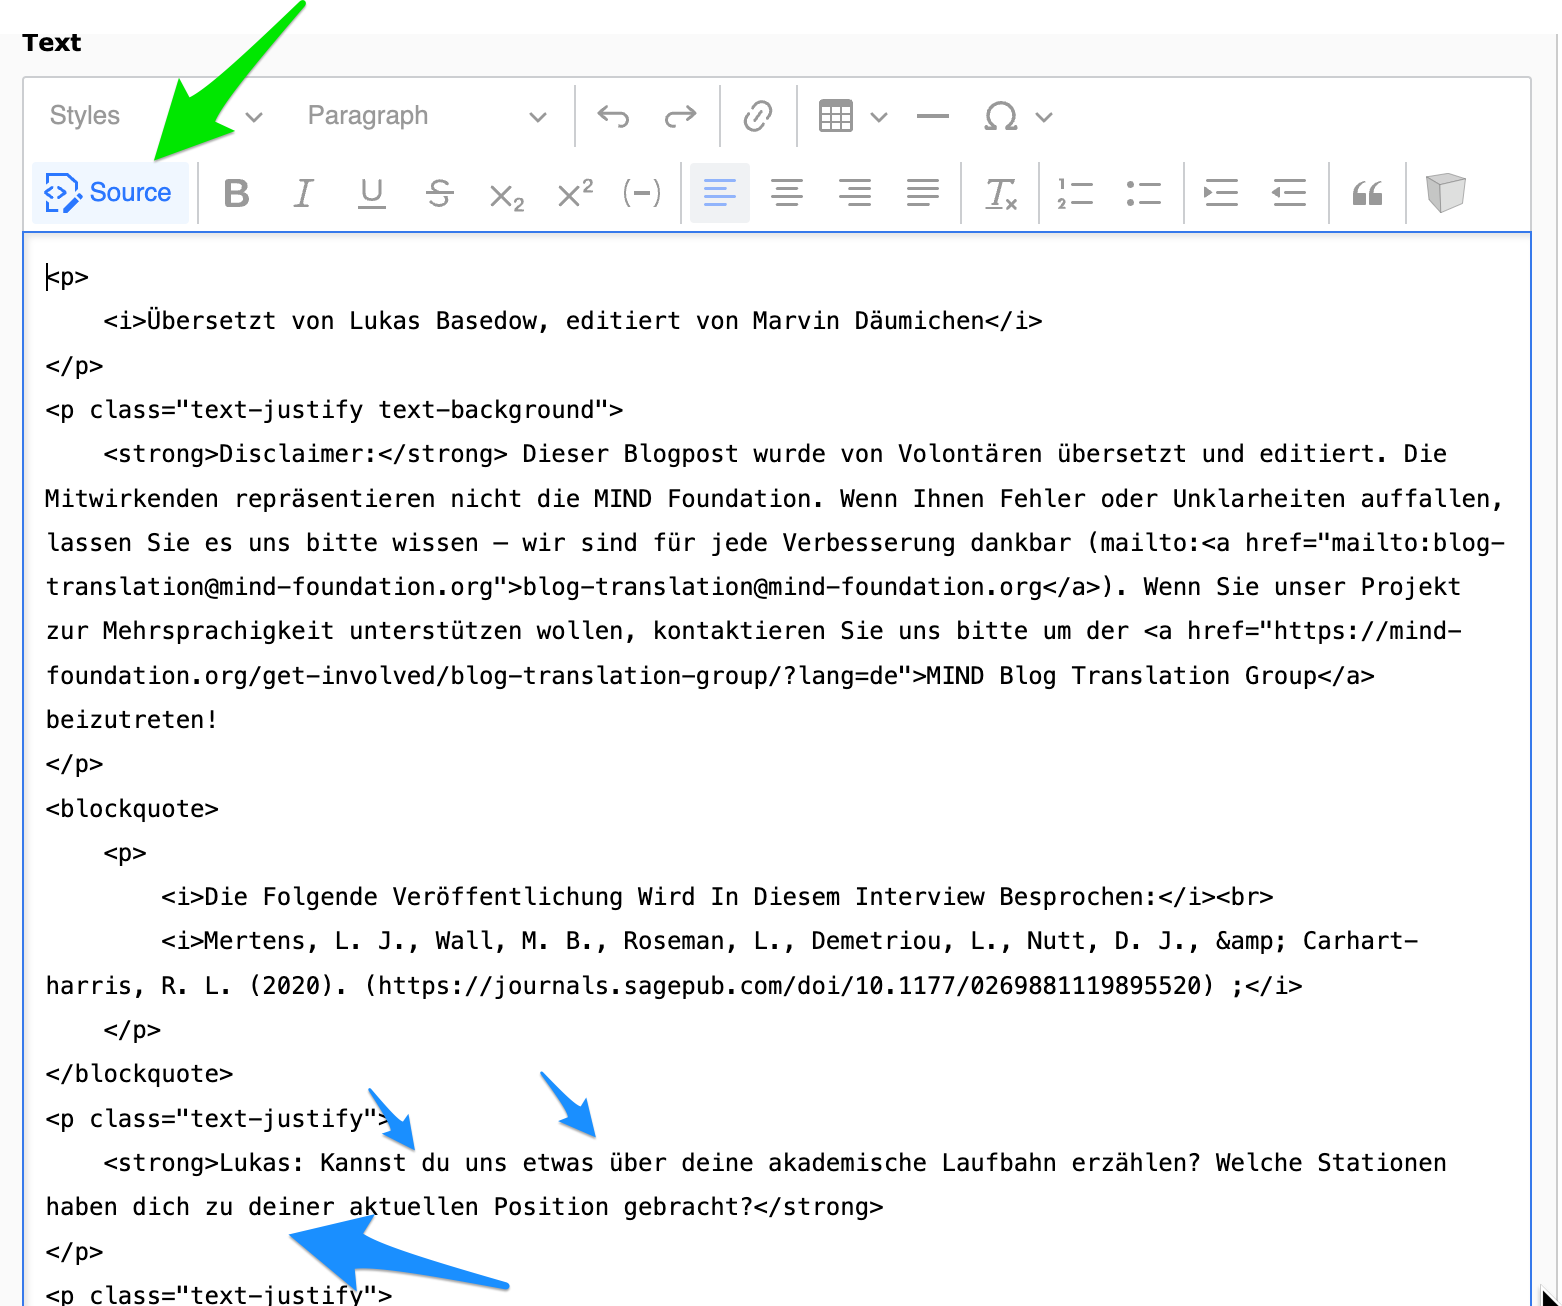 Text
Styles Paragraph
Source B I U S x2 x2 (-)
<p>
<i>Übersetzt von Lukas Basedow, editiert von Marvin Däumichen</i>
</p>
<p class="text-justify text-background">
<strong>Disclaimer:</strong> Dieser Blogpost wurde von Volontären übersetzt und editiert. Die
Mitwirkenden repräsentieren nicht die MIND Foundation. Wenn Ihnen Fehler oder Unklarheiten auffallen,
lassen Sie es uns bitte wissen – wir sind für jede Verbesserung dankbar (mailto:<a href="mailto:blog-
translation@mind-foundation.org">blog-translation@mind-foundation.org</a>). Wenn Sie unser Projekt
zur Mehrsprachigkeit unterstützen wollen, kontaktieren Sie uns bitte um der <a href="https://mind-
foundation.org/get-involved/blog-translation-group/?lang=de">MIND Blog Translation Group</a>
beizutreten!
</p>
<blockquote>
<p>
<i>Die Folgende Veröffentlichung Wird In Diesem Interview Besprochen:</i><br>
<i>Mertens, L. J., Wall, M. B., Roseman, L., Demetriou, L., Nutt, D. J., &amp; Carhart-
harris, R. L. (2020). (https://journals.sagepub.com/doi/10.1177/0269881119895520) ;</i>
</p>
</blockquote>
<p class="text-justify">
<strong>Lukas: Kannst du uns etwas über deine akademische Laufbahn erzählen? Welche Stationen
haben dich zu deiner aktuellen Position gebracht?</strong>
</p>
<p class="text-justify">